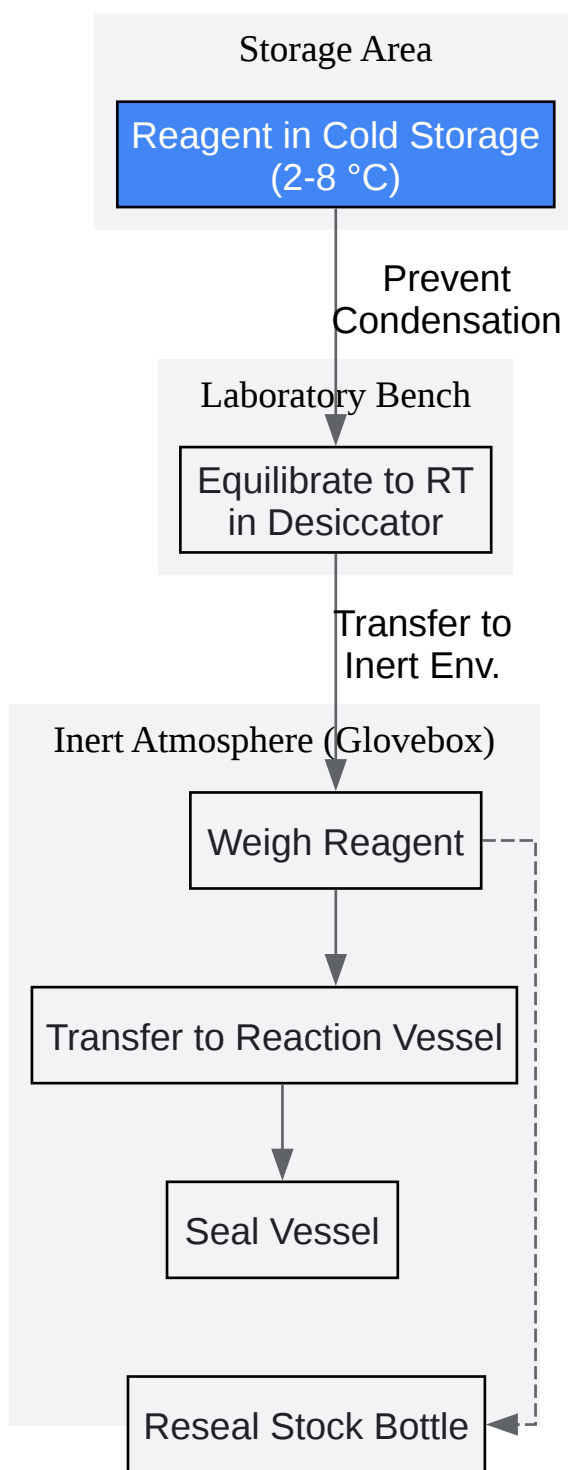 Storage Area
Reagent in Cold Storage
(2-8 °C)
Prevent
Condensation
Laboratory Bench
Equilibrate to RT
in Desiccator
Transfer to
Inert Env.
Inert Atmosphere (Glovebox)
Weigh Reagent
Transfer to Reaction Vessel
Seal Vessel
Reseal Stock Bottle